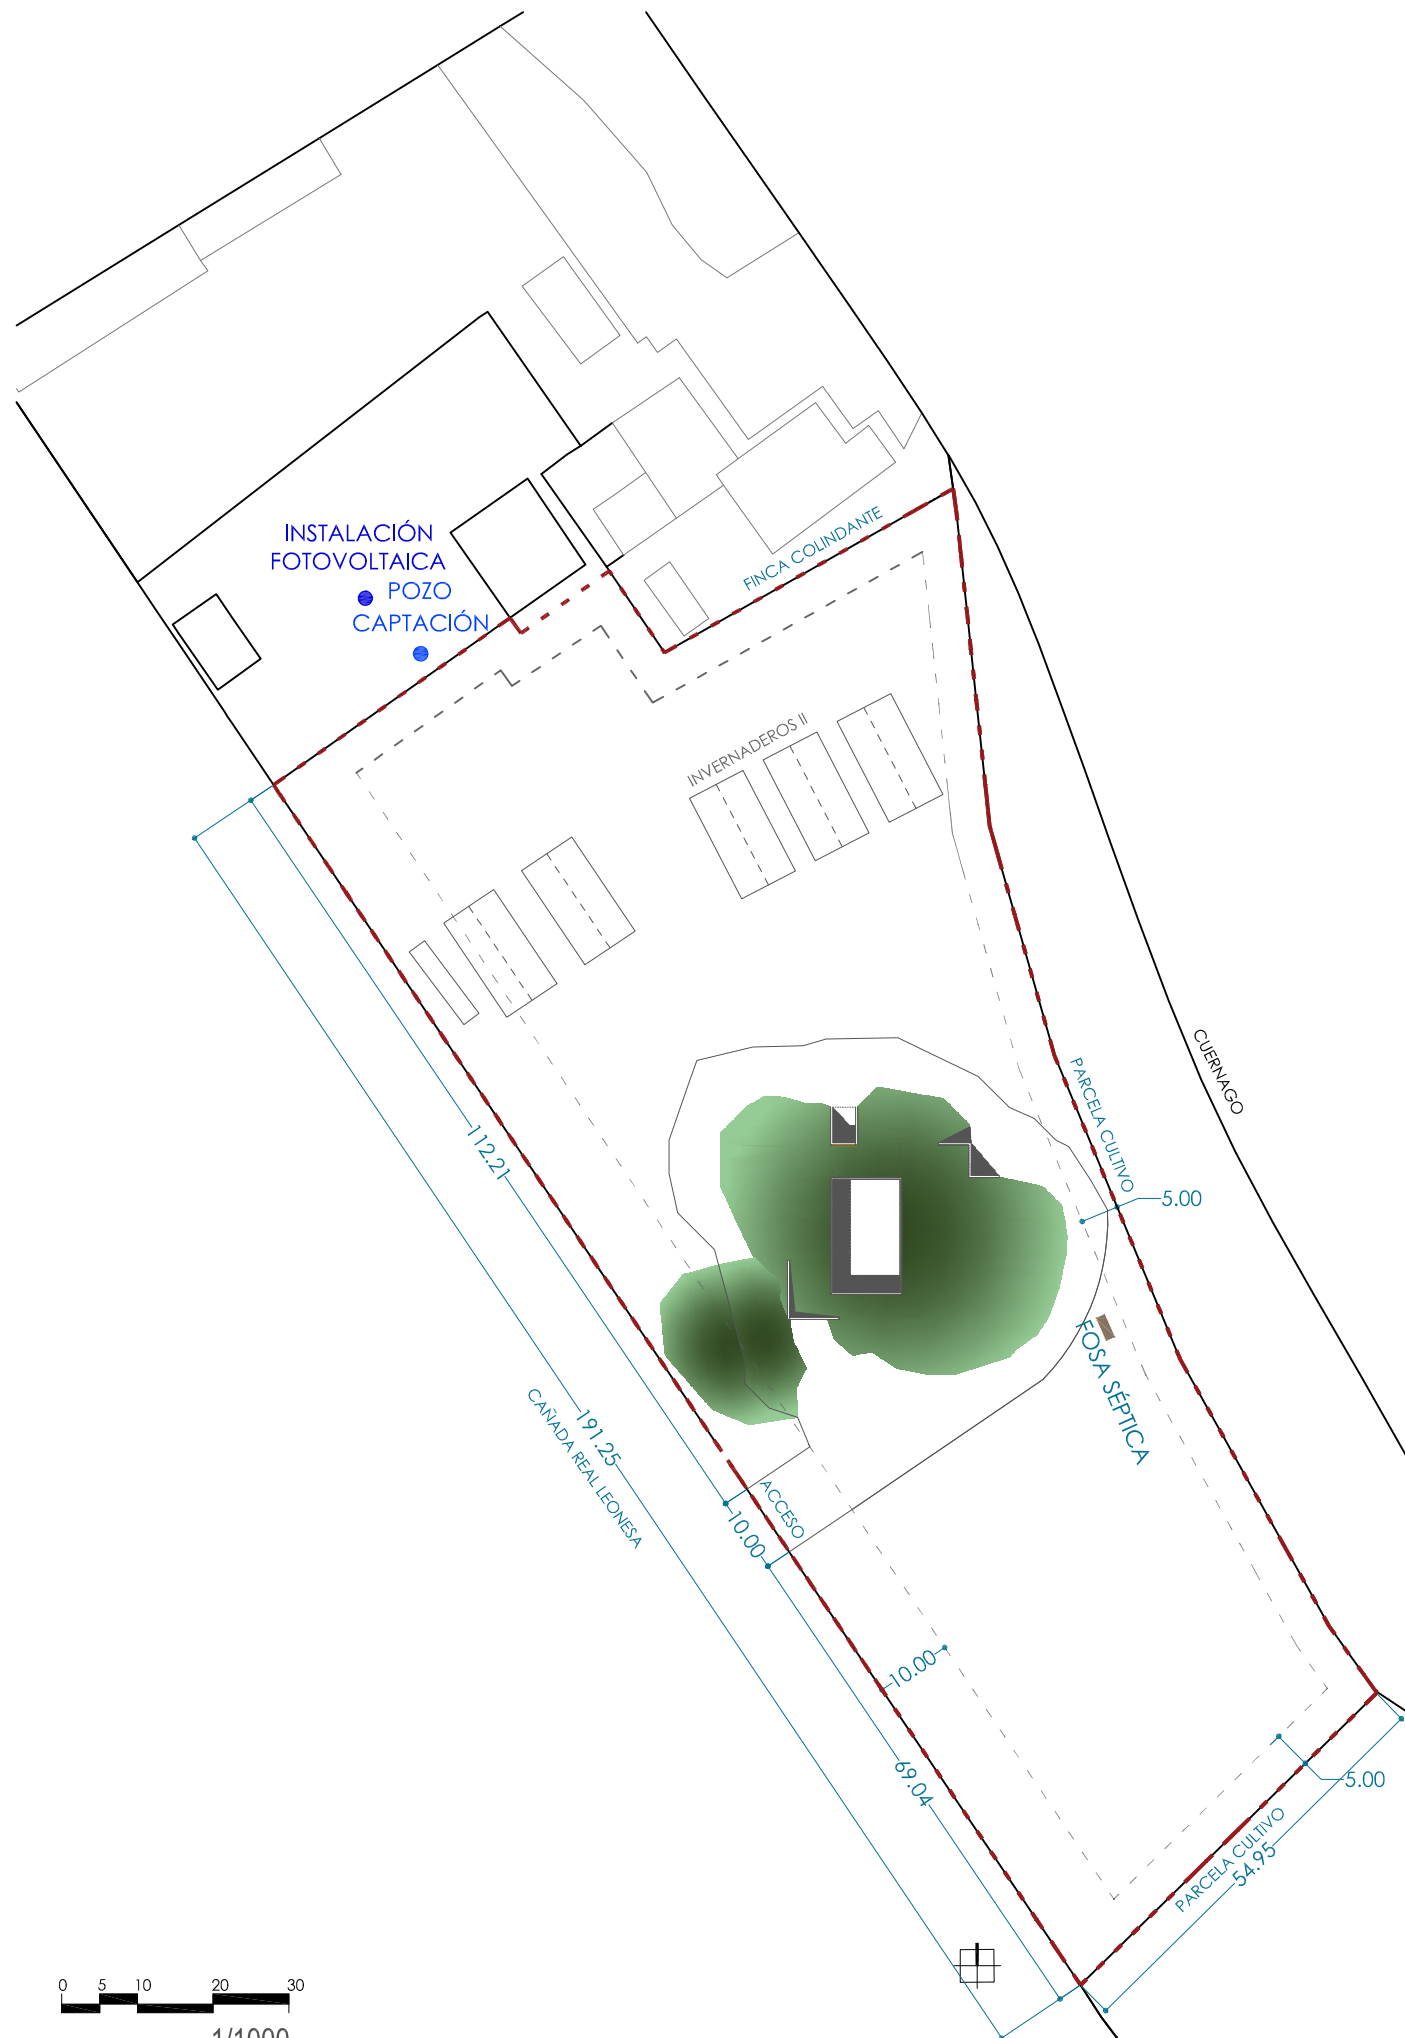 INSTALACIÓN
FOTOVOLTAICA
POZO
CAPTACIÓN
FINCA COLINDANTE
INVERNADEROS II
CUERNAGO
PARCELA CULTIVO
5.00
112.21
FOSA SÉPTICA
191.25
CAÑADA REAL LEONESA
ACCESO
10.00
10.00
69.04
5.00
PARCELA CULTIVO
54.95
0 5 10 20 30
1/1000